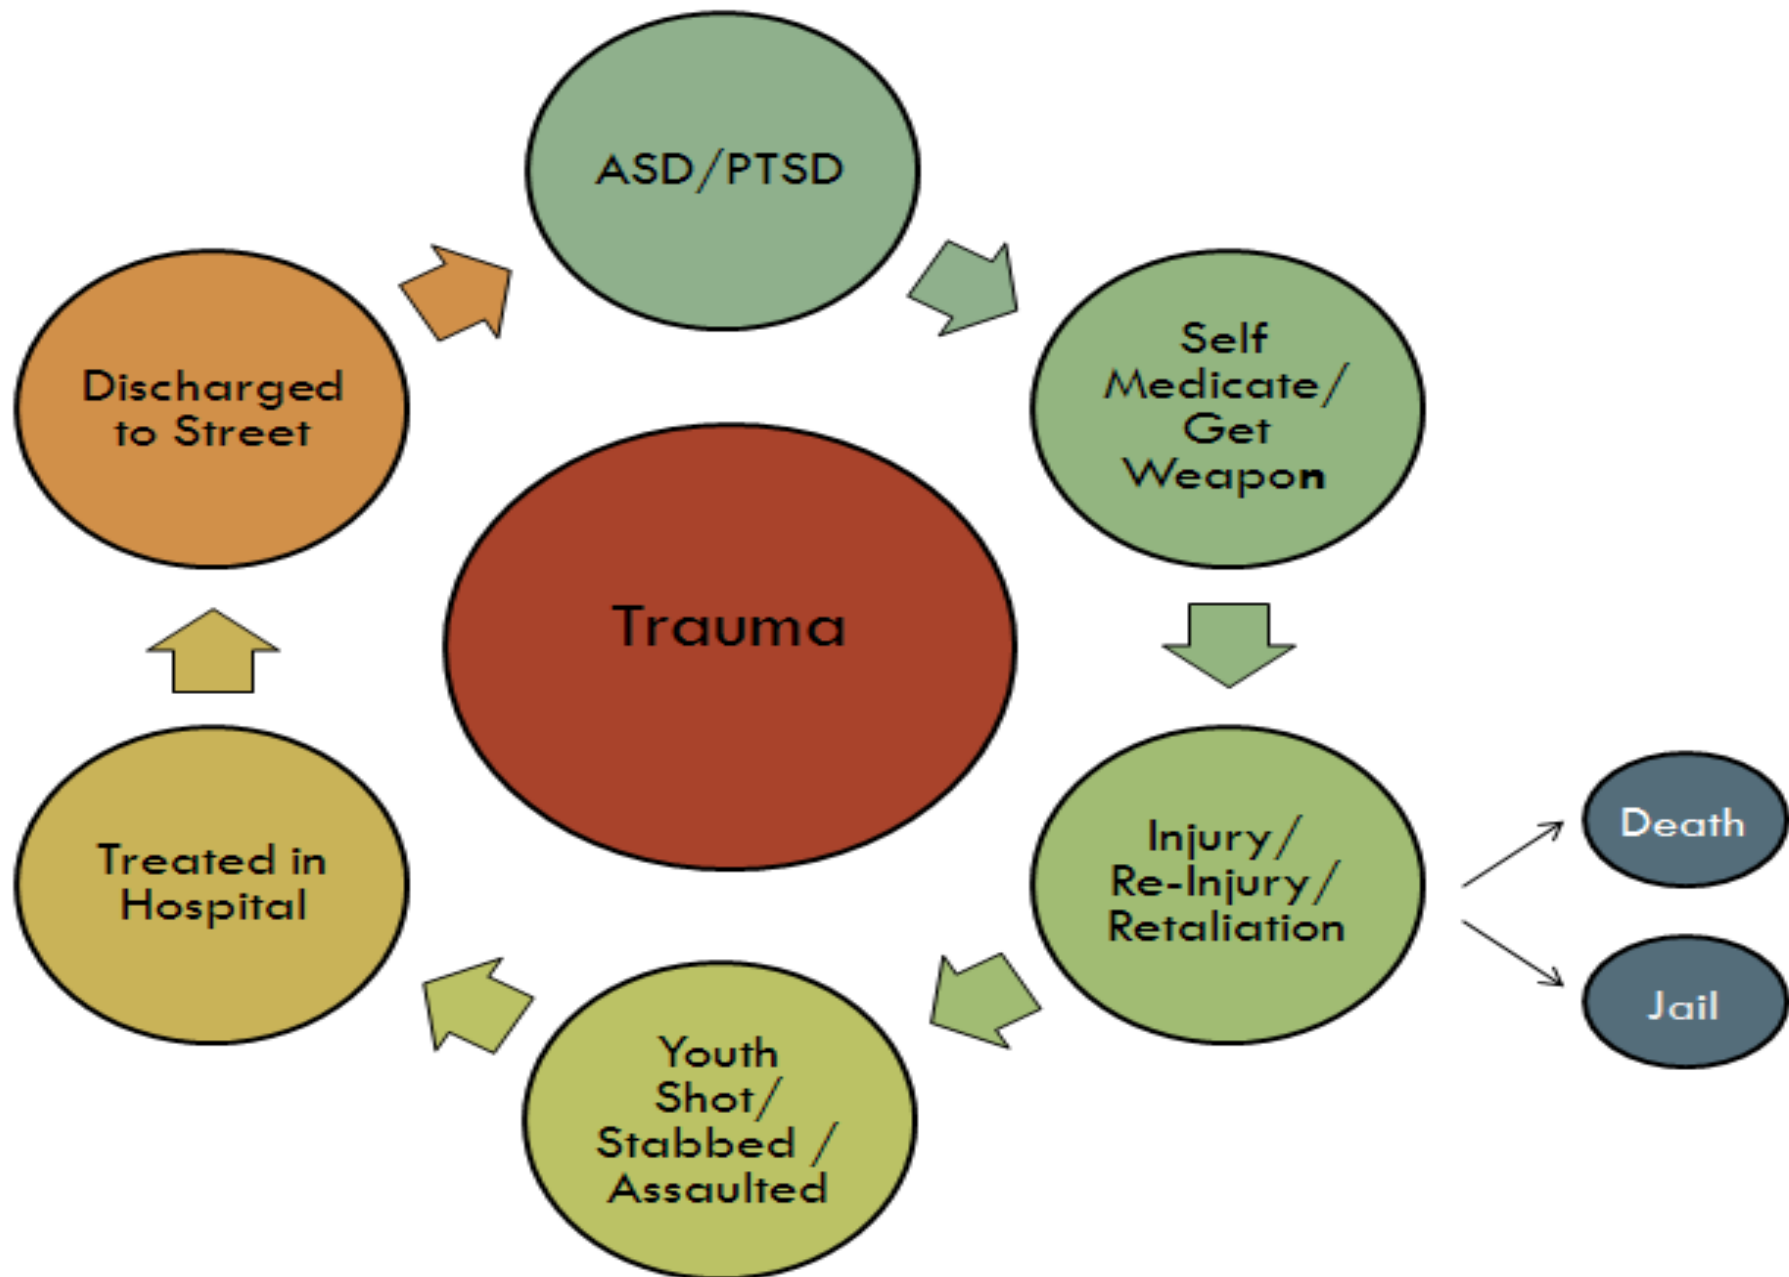 ASD/PTSD
Self
Medicate/
Get
Weapon
Discharged
to Street
Trauma
Injury/
Re-Injury/
Retaliation
Death
Jail
Treated in
Hospital
Youth
Shot/
Stabbed /
Assaulted